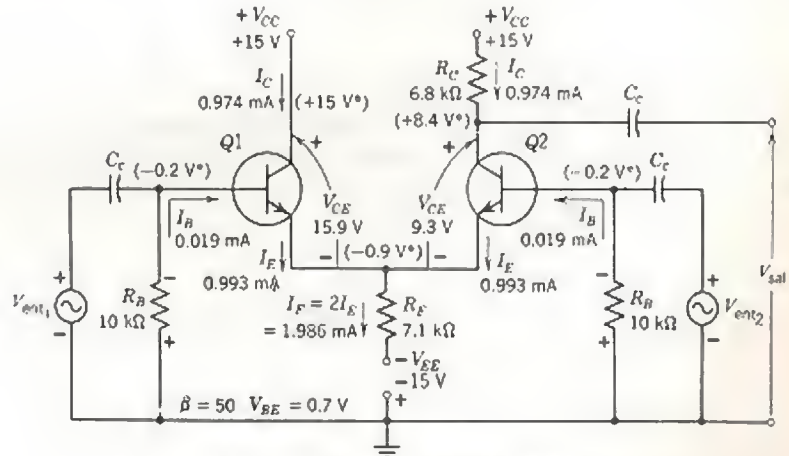 + V_CC
+15 V
+ V_CC
+15 V
I_C
0.974 mA
(+15 V*)
R_C
6.8 kΩ
I_C
0.974 mA
(+8.4 V*)
C_c
Q1
+
+
Q2
C_c
(−0.2 V*)
(−0.2 V*)
C_c
V_CE
15.9 V
V_CE
9.3 V
I_B
0.019 mA
I_B
0.019 mA
V_sal
+
V_ent1
−
−
R_B
10 kΩ
+
I_E
0.993 mA
−
(−0.9 V*)
−
I_E
0.993 mA
−
R_B
10 kΩ
+
+
V_ent2
−
I_F = 2I_E
= 1.986 mA
R_E
7.1 kΩ
− V_EE
−15 V
+
β = 50 V_BE = 0.7 V